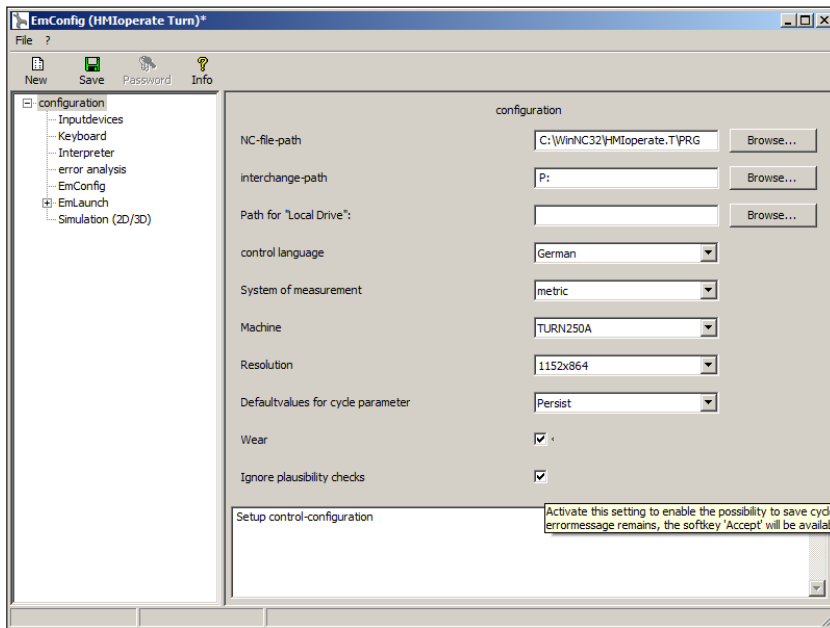 EmConfig (HMIoperate Turn)*
File ?
New Save Password Info
configuration
Inputdevices
Keyboard
Interpreter
error analysis
EmConfig
EmLaunch
Simulation (2D/3D)
configuration
NC-file-path C:\WinNC32\HMIoperate.T\PRG Browse...
interchange-path P: Browse...
Path for "Local Drive": Browse...
control language German
System of measurement metric
Machine TURN250A
Resolution 1152x864
Defaultvalues for cycle parameter Persist
Wear
Ignore plausibility checks
Setup control-configuration
Activate this setting to enable the possibility to save cycl
errormessage remains, the softkey 'Accept' will be availa